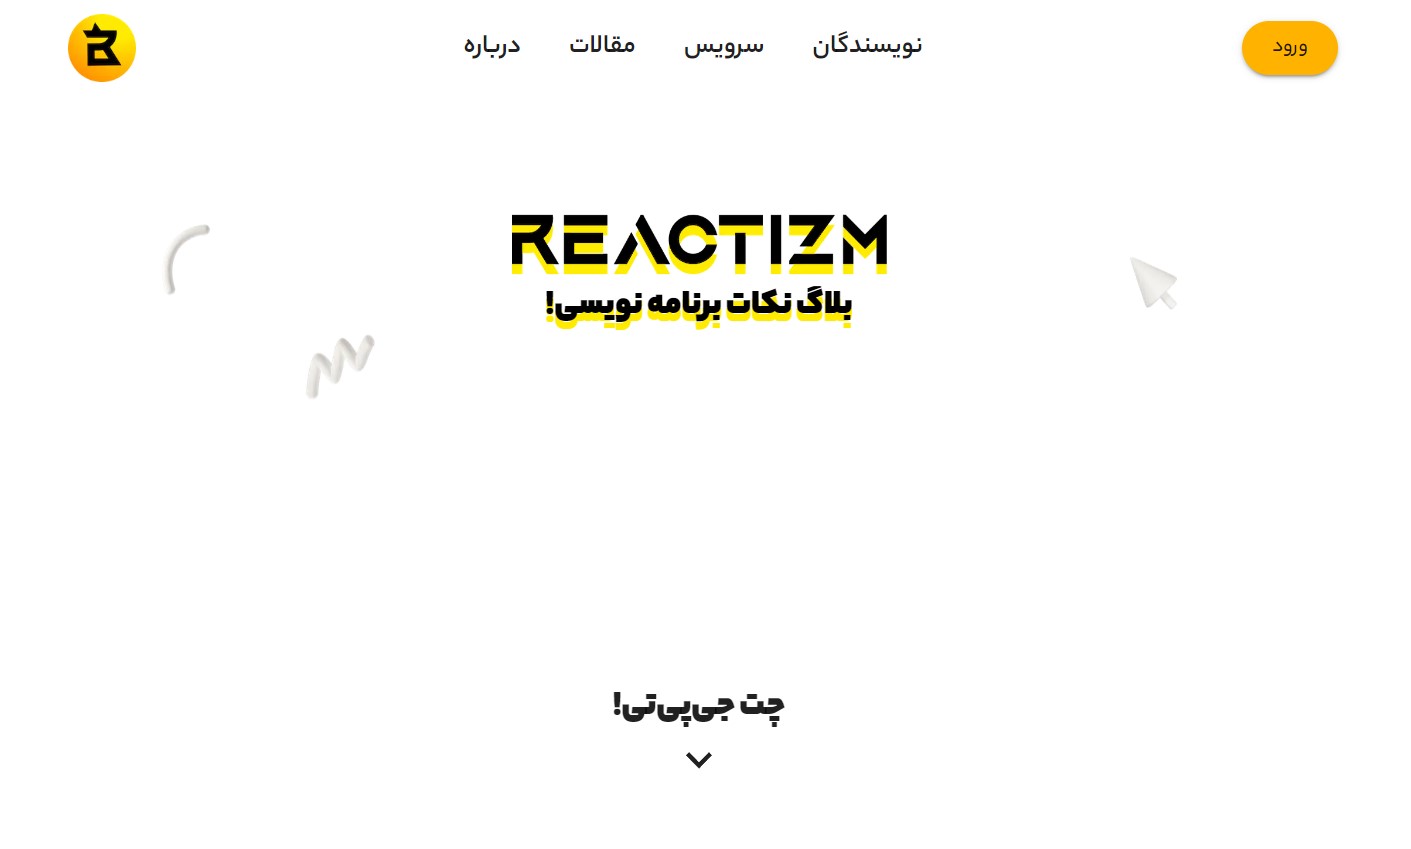 ورود
نویسندگان
سرویس
مقالات
درباره
REACTIZM
بلاگ نکات برنامه نویسی!
چت جی‌پی‌تی!